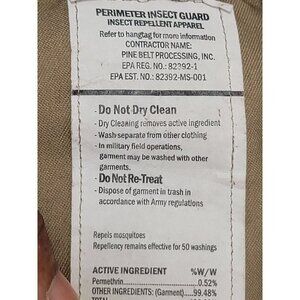 PERIMETER INSECT GUARD
INSECT REPELLENT APPAREL
Refer to hangtag for more information
CONTRACTOR NAME:
PINE BELT PROCESSING, INC.
EPA REG. NO.: 82392-1
EPA EST. NO.: 82392-MS-001
- Do Not Dry Clean
- Dry Cleaning removes active ingredient
- Wash separate from other clothing
- In military field operations,
garment may be washed with other
garments.
- Do Not Re-Treat
- Dispose of garment in trash in
accordance with Army regulations
Repels mosquitoes
Repellency remains effective for 50 washings
ACTIVE INGREDIENT %W/W
Permethrin 0.52%
OTHER INGREDIENTS: (Garment).....99.48%
TOTAL